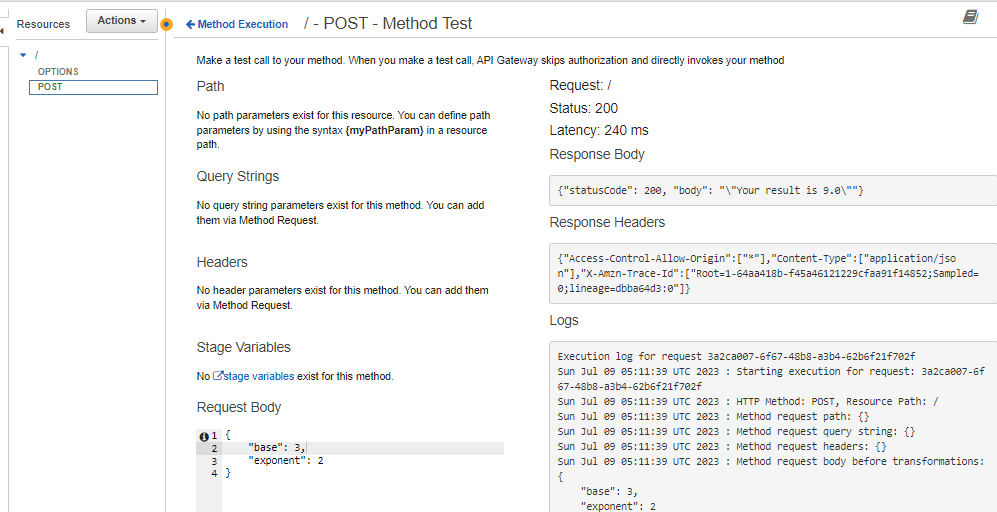 Resources
Actions
/
OPTIONS
POST
Method Execution / - POST - Method Test
Make a test call to your method. When you make a test call, API Gateway skips authorization and directly invokes your method
Path
No path parameters exist for this resource. You can define path
parameters by using the syntax {myPathParam} in a resource
path.
Query Strings
No query string parameters exist for this method. You can add
them via Method Request.
Headers
No header parameters exist for this method. You can add them
via Method Request.
Stage Variables
No stage variables exist for this method.
Request Body
1 {
2 "base": 3,
3 "exponent": 2
4 }
Request: /
Status: 200
Latency: 240 ms
Response Body
{"statusCode": 200, "body": "\"Your result is 9.0\""}
Response Headers
{"Access-Control-Allow-Origin":["*"],"Content-Type":["application/jso
n"],"X-Amzn-Trace-Id":["Root=1-64aa418b-f45a46121229cfaa91f14852;Sampled=
0;lineage=dbba64d3:0"]}
Logs
Execution log for request 3a2ca007-6f67-48b8-a3b4-62b6f21f702f
Sun Jul 09 05:11:39 UTC 2023 : Starting execution for request: 3a2ca007-6f
67-48b8-a3b4-62b6f21f702f
Sun Jul 09 05:11:39 UTC 2023 : HTTP Method: POST, Resource Path: /
Sun Jul 09 05:11:39 UTC 2023 : Method request path: {}
Sun Jul 09 05:11:39 UTC 2023 : Method request query string: {}
Sun Jul 09 05:11:39 UTC 2023 : Method request headers: {}
Sun Jul 09 05:11:39 UTC 2023 : Method request body before transformations:
{
"base": 3,
"exponent": 2